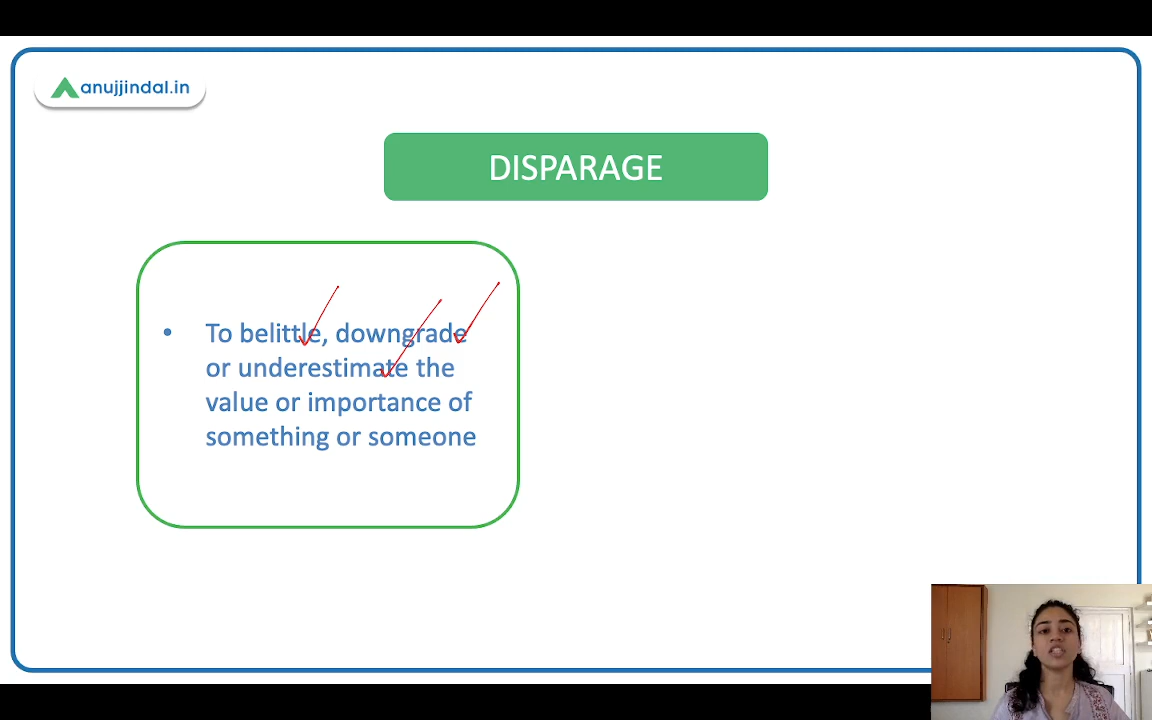 anujjindal.in
DISPARAGE
• To belittle, downgrade
or underestimate the
value or importance of
something or someone